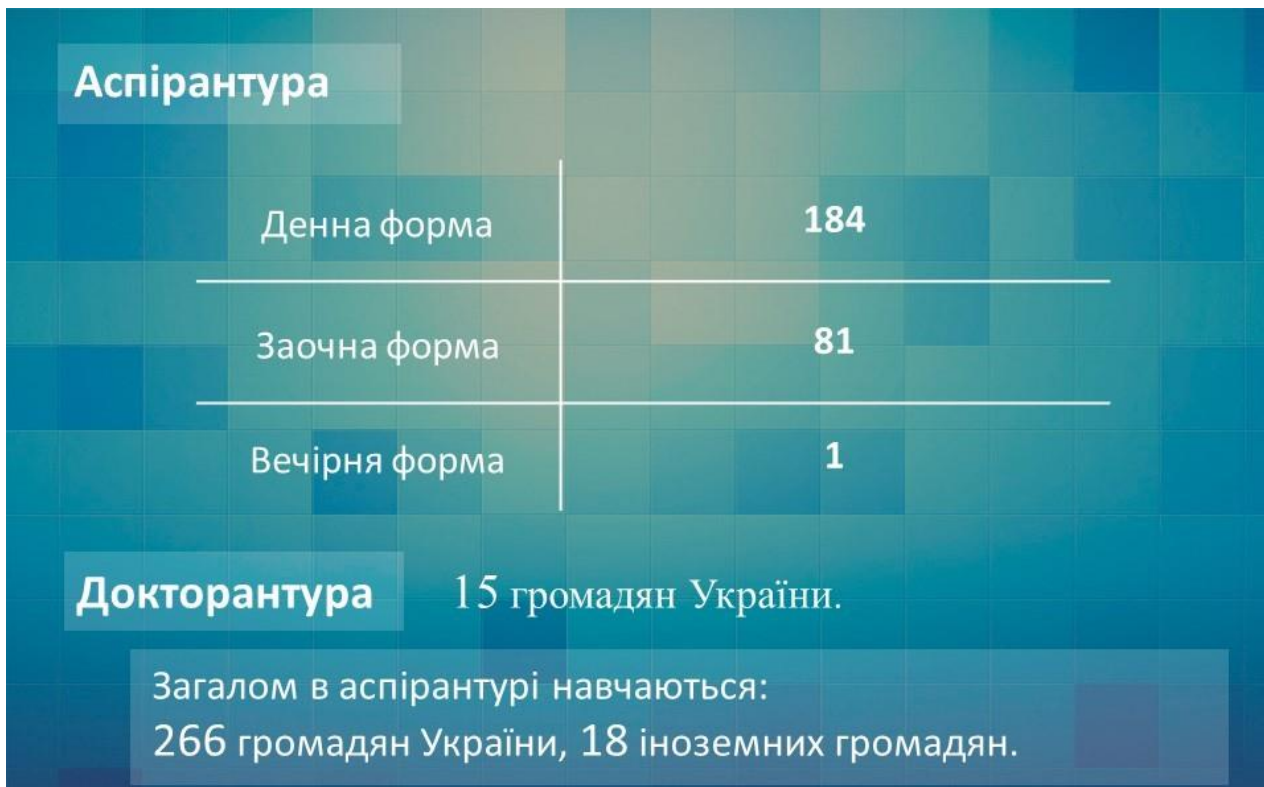 Аспірантура
Денна форма 184
Заочна форма 81
Вечірня форма 1
Докторантура 15 громадян України.
Загалом в аспірантурі навчаються:
266 громадян України, 18 іноземних громадян.